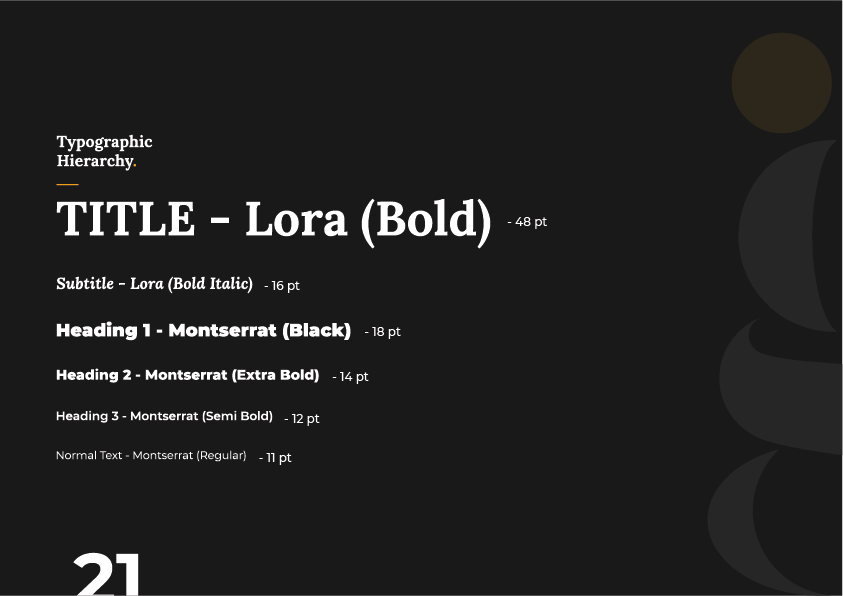 Typographic
Hierarchy.
TITLE - Lora (Bold) - 48 pt
Subtitle - Lora (Bold Italic) - 16 pt
Heading 1 - Montserrat (Black) - 18 pt
Heading 2 - Montserrat (Extra Bold) - 14 pt
Heading 3 - Montserrat (Semi Bold) - 12 pt
Normal Text - Montserrat (Regular) - 11 pt
21